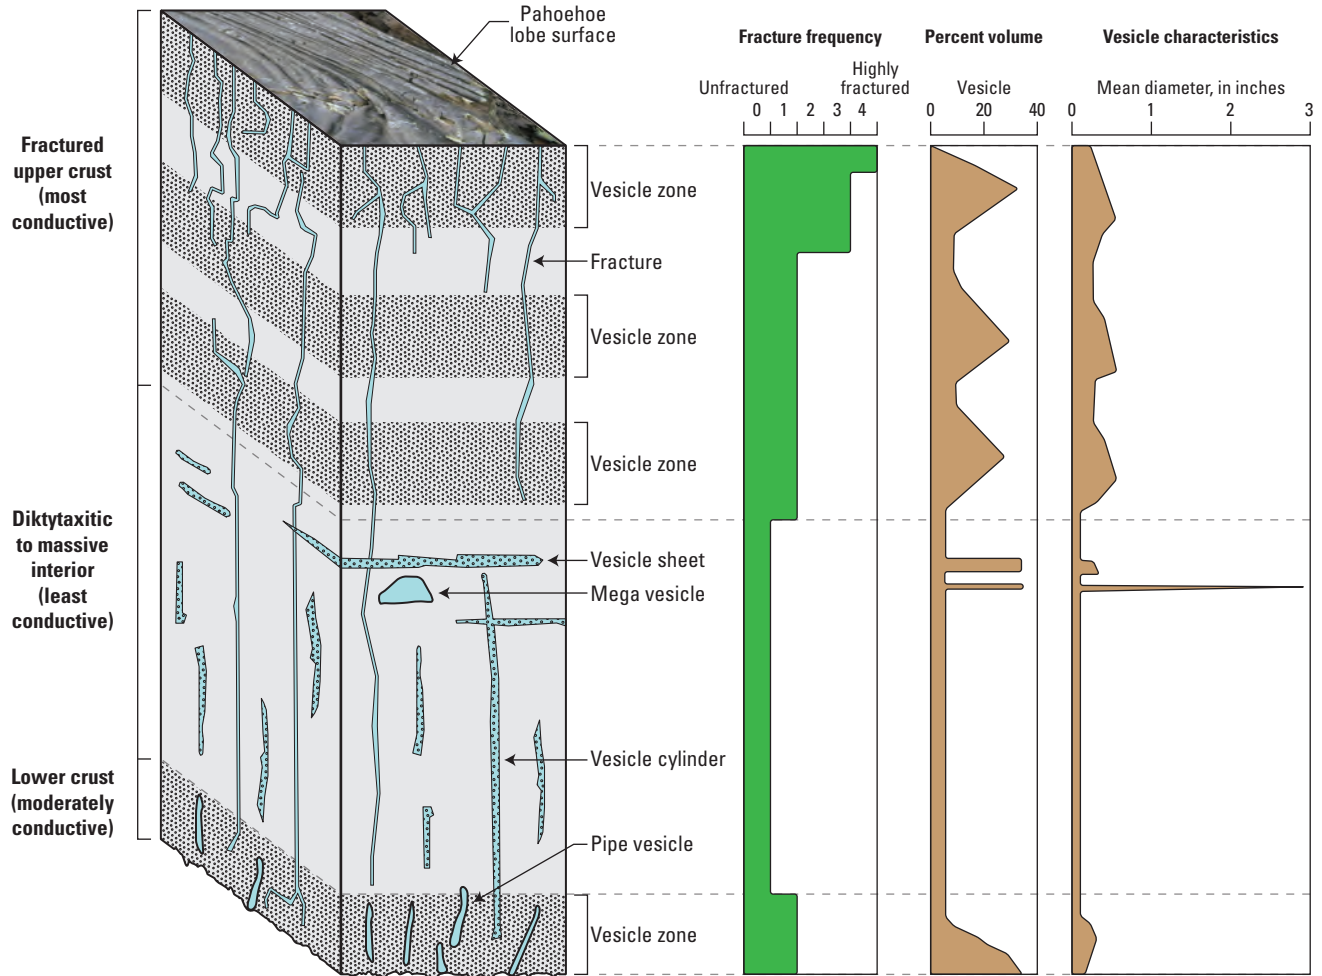 Pahoehoe
lobe surface
Fracture frequency
Percent volume
Vesicle characteristics
Unfractured
Highly
fractured
Vesicle
Mean diameter, in inches
0 1 2 3 4
0 20 40
0 1 2 3
Fractured
upper crust
(most
conductive)
Vesicle zone
Fracture
Vesicle zone
Vesicle zone
Diktytaxitic
to massive
interior
(least
conductive)
Vesicle sheet
Mega vesicle
Vesicle cylinder
Lower crust
(moderately
conductive)
Pipe vesicle
Vesicle zone